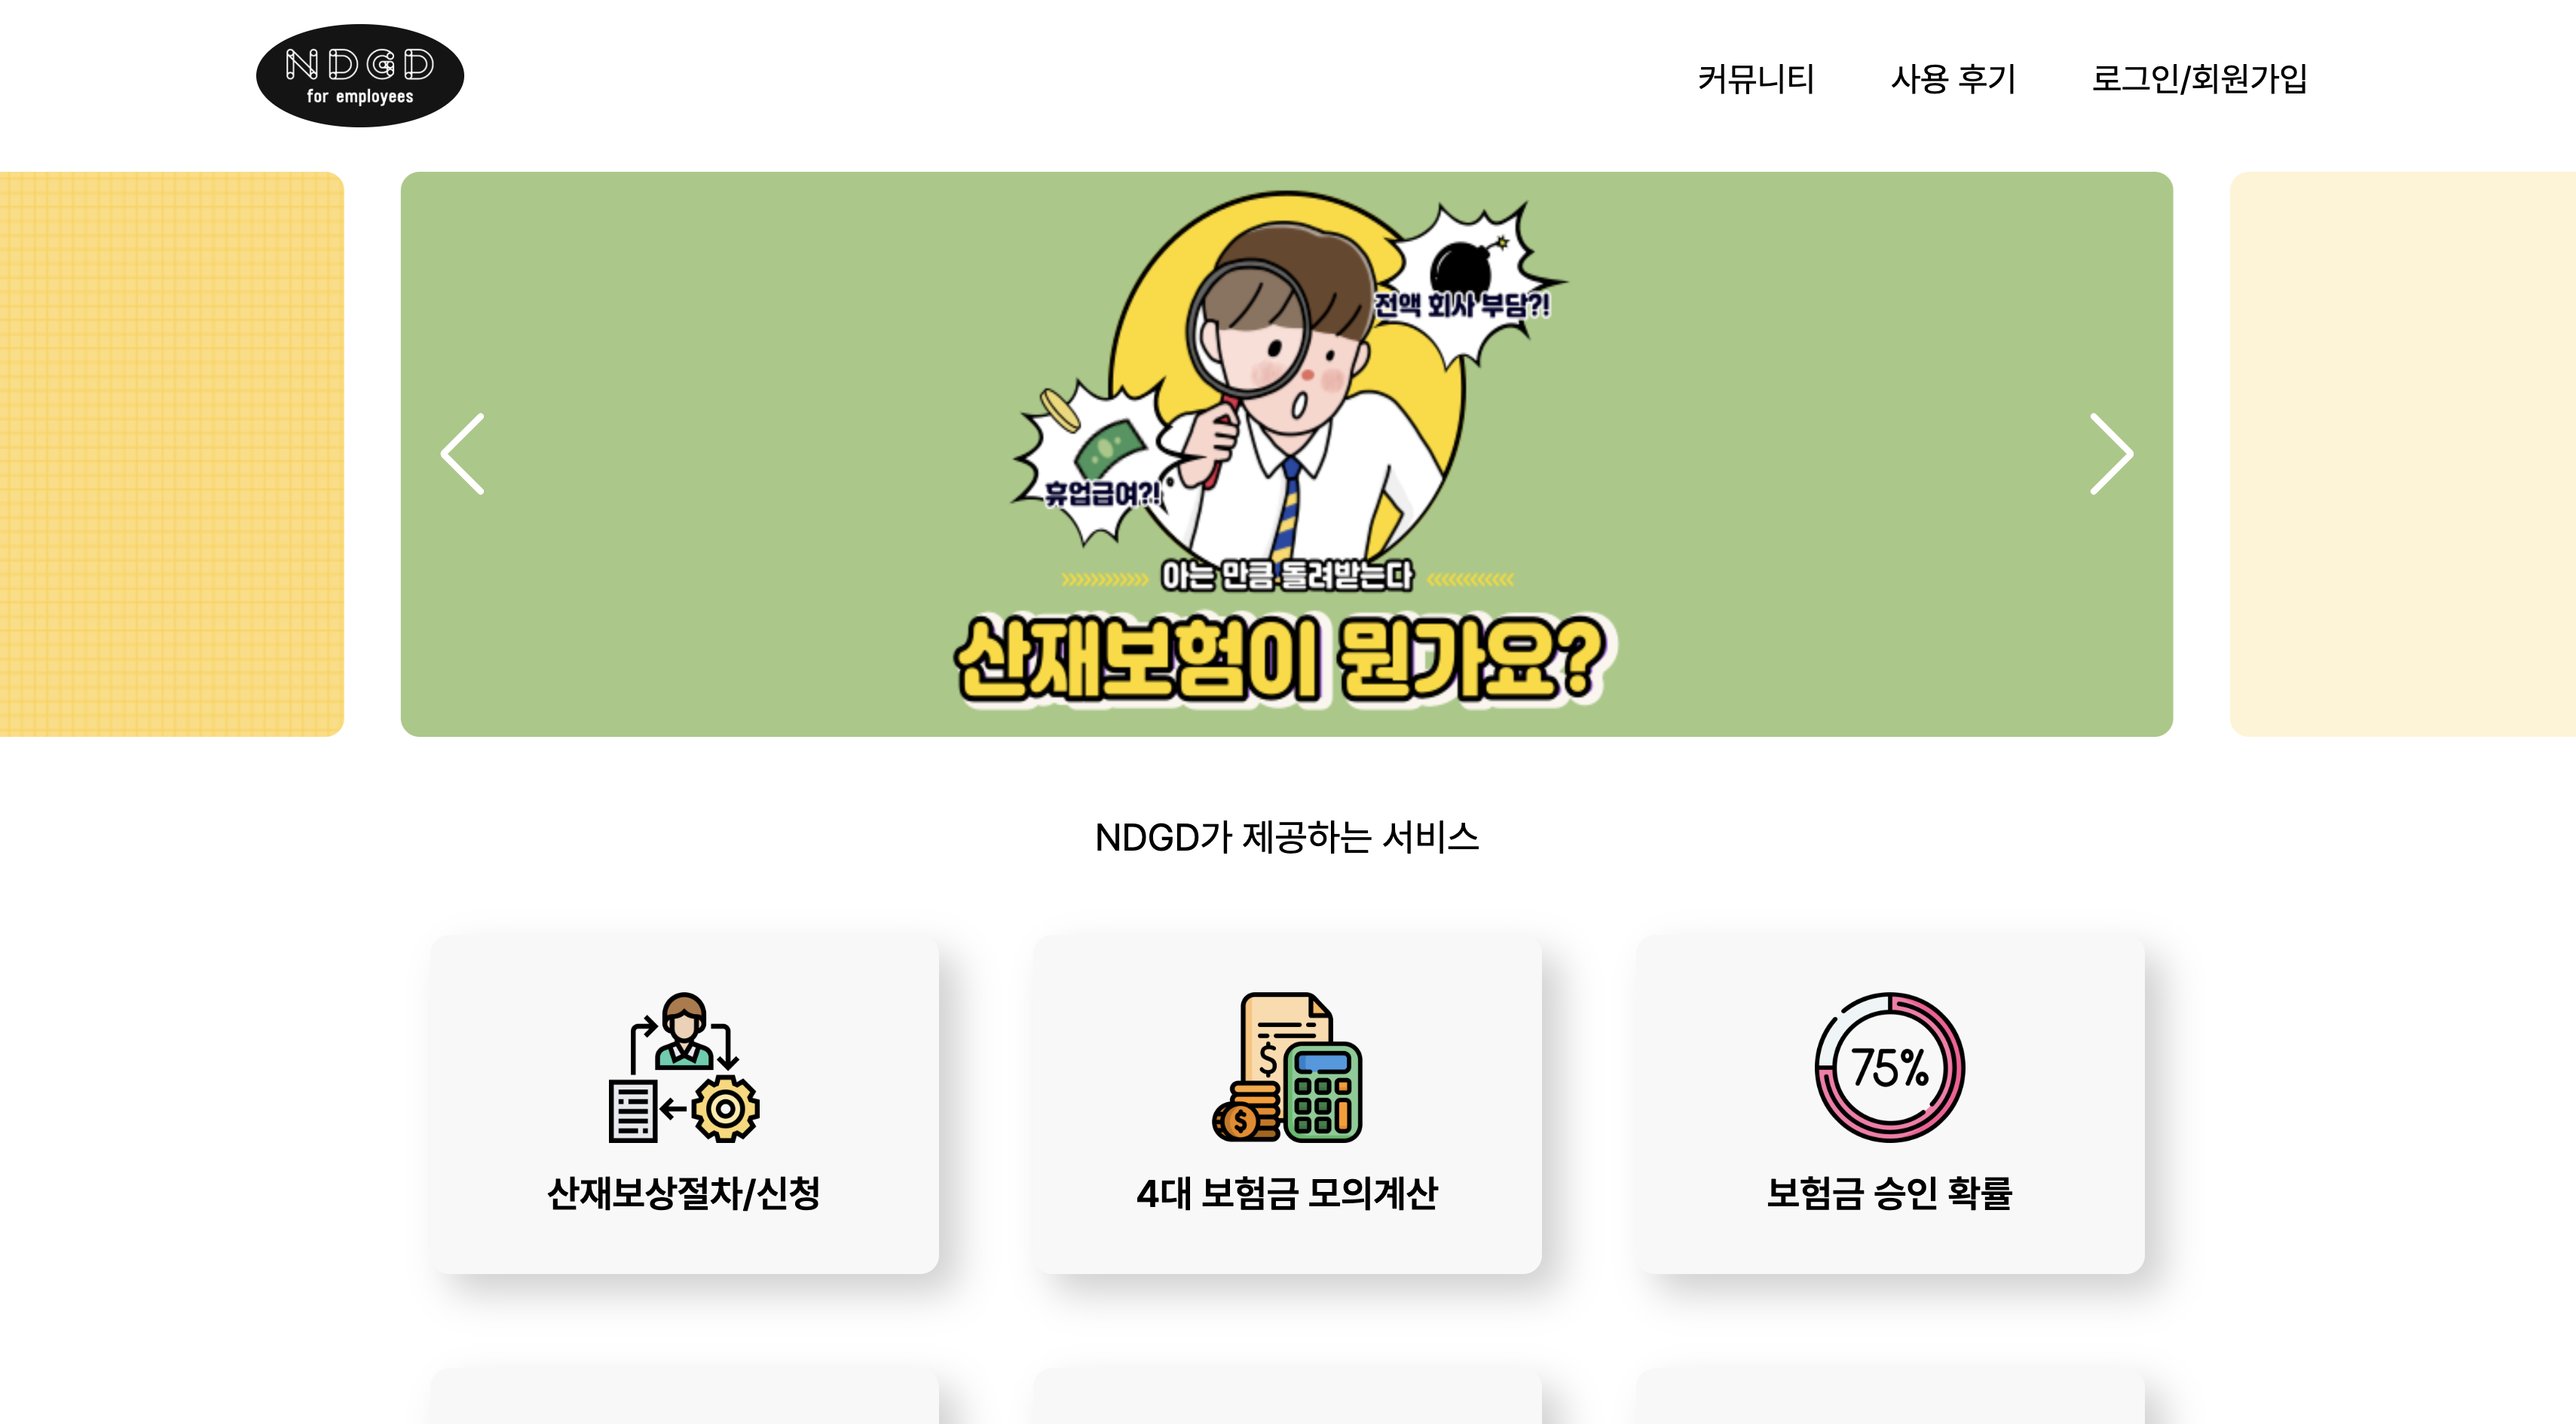 NDGD
for employees
커뮤니티
사용 후기
로그인/회원가입
전액 회사 부담?!
휴업급여?!
아는 만큼 돌려받는다
산재보험이 뭔가요?
NDGD가 제공하는 서비스
$
$
75%
산재보상절차/신청
4대 보험금 모의계산
보험금 승인 확률